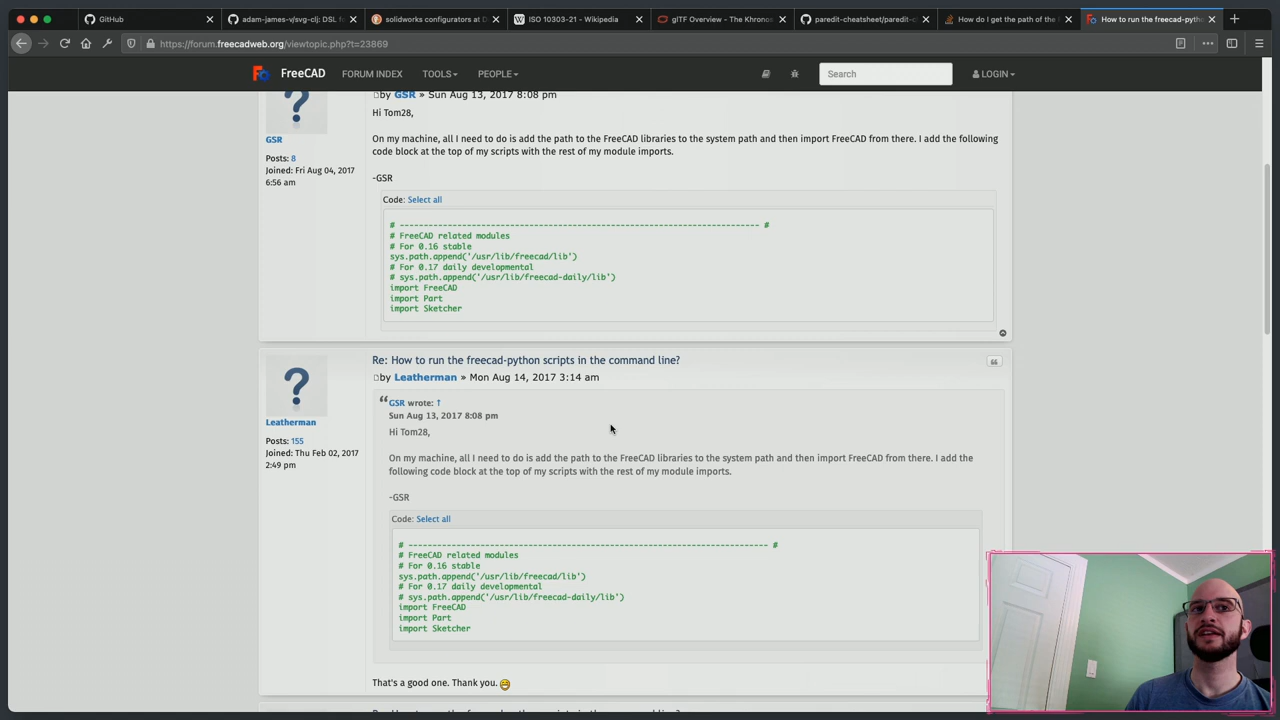 GitHub
adam-james-v/svg-clj: DSL fo
solidworks configurators at D
ISO 10303-21 - Wikipedia
glTF Overview - The Khronos
paredit-cheatsheet/paredit-c
How do I get the path of the
How to run the freecad-pyth
https://forum.freecadweb.org/viewtopic.php?t=23869
FreeCAD
FORUM INDEX
TOOLS
PEOPLE
Search
LOGIN
by GSR » Sun Aug 13, 2017 8:08 pm
Hi Tom28,
GSR
Posts: 8
Joined: Fri Aug 04, 2017
6:56 am
On my machine, all I need to do is add the path to the FreeCAD libraries to the system path and then import FreeCAD from there. I add the following
code block at the top of my scripts with the rest of my module imports.
-GSR
Code: Select all
# --------------------------------------------------------------------------- #
# FreeCAD related modules
# For 0.16 stable
sys.path.append('/usr/lib/freecad/lib')
# For 0.17 daily developmental
# sys.path.append('/usr/lib/freecad-daily/lib')
import FreeCAD
import Part
import Sketcher
Re: How to run the freecad-python scripts in the command line?
by Leatherman » Mon Aug 14, 2017 3:14 am
Leatherman
Posts: 155
Joined: Thu Feb 02, 2017
2:49 pm
GSR wrote: ↑
Sun Aug 13, 2017 8:08 pm
Hi Tom28,
On my machine, all I need to do is add the path to the FreeCAD libraries to the system path and then import FreeCAD from there. I add the
following code block at the top of my scripts with the rest of my module imports.
-GSR
Code: Select all
# --------------------------------------------------------------------------- #
# FreeCAD related modules
# For 0.16 stable
sys.path.append('/usr/lib/freecad/lib')
# For 0.17 daily developmental
# sys.path.append('/usr/lib/freecad-daily/lib')
import FreeCAD
import Part
import Sketcher
That's a good one. Thank you.